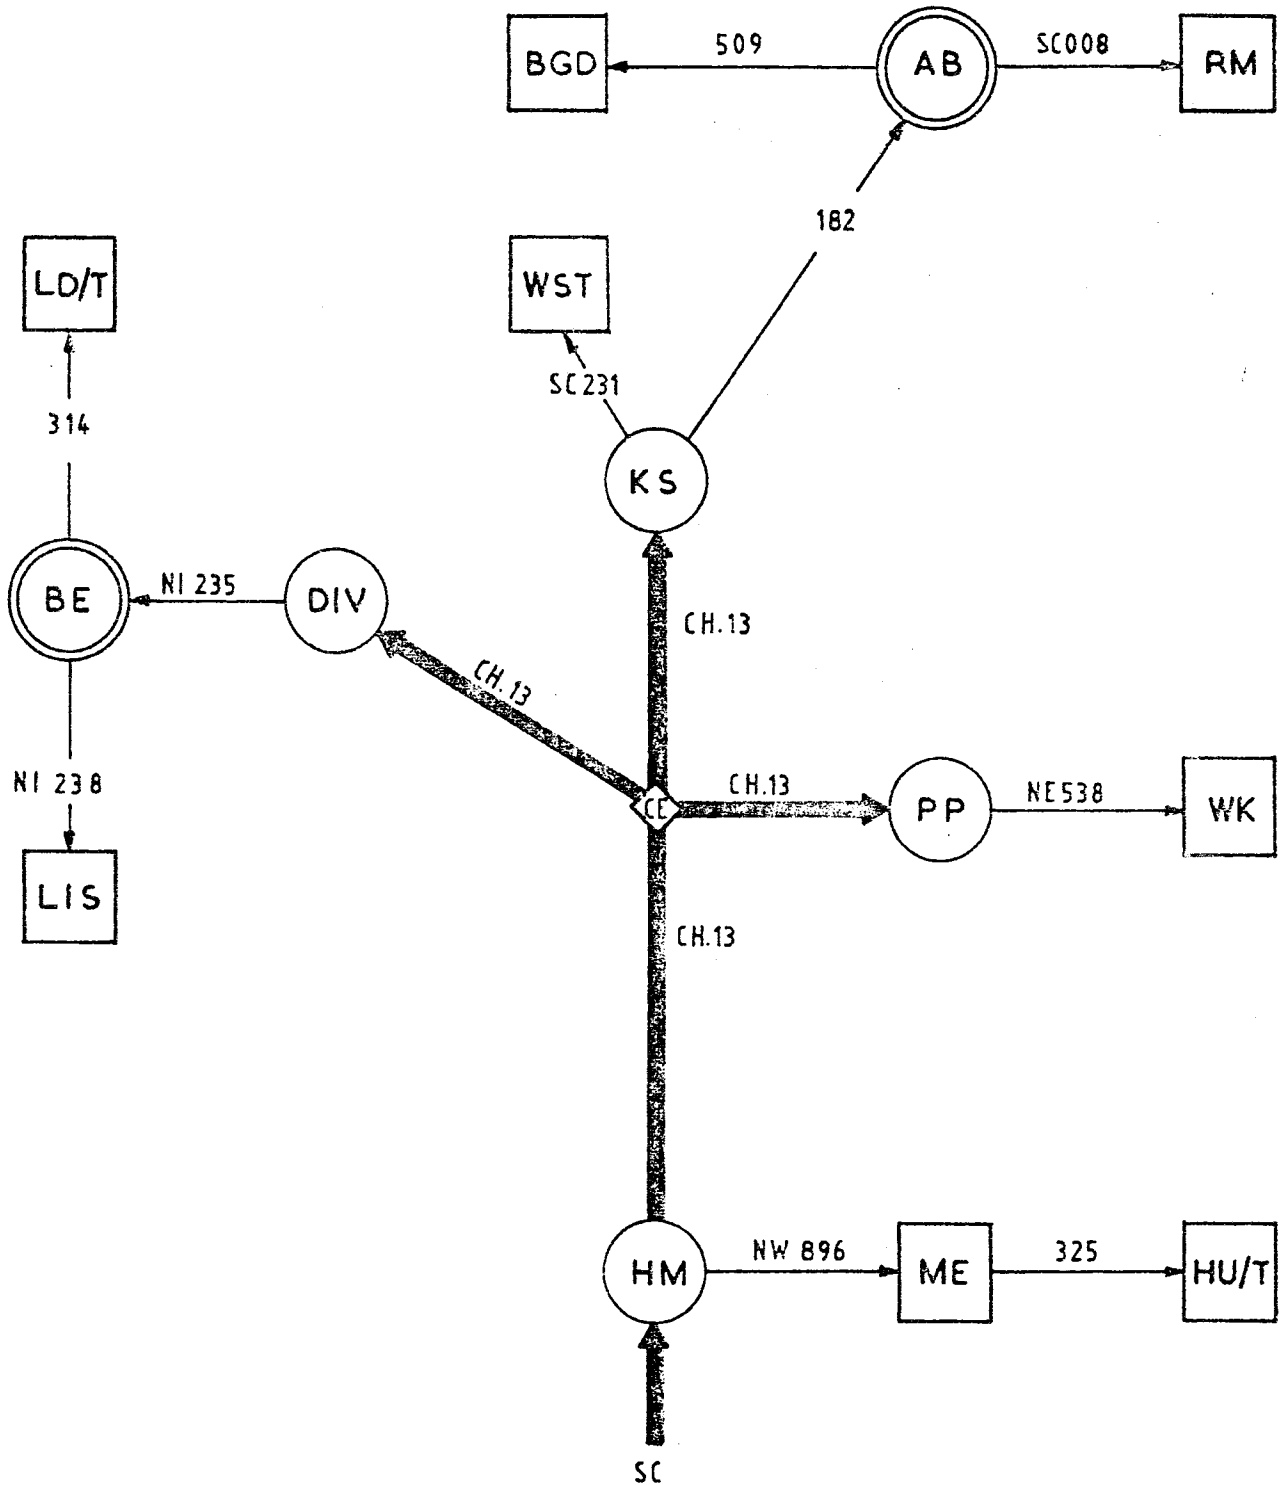 509
SC008
BGD
AB
RM
182
LD/T
WST
SC231
314
KS
NI 235
BE
DIV
CH.13
CH.13
NI 238
CH.13
NE538
CE
PP
WK
LIS
CH.13
NW 896
325
HM
ME
HU/T
SC